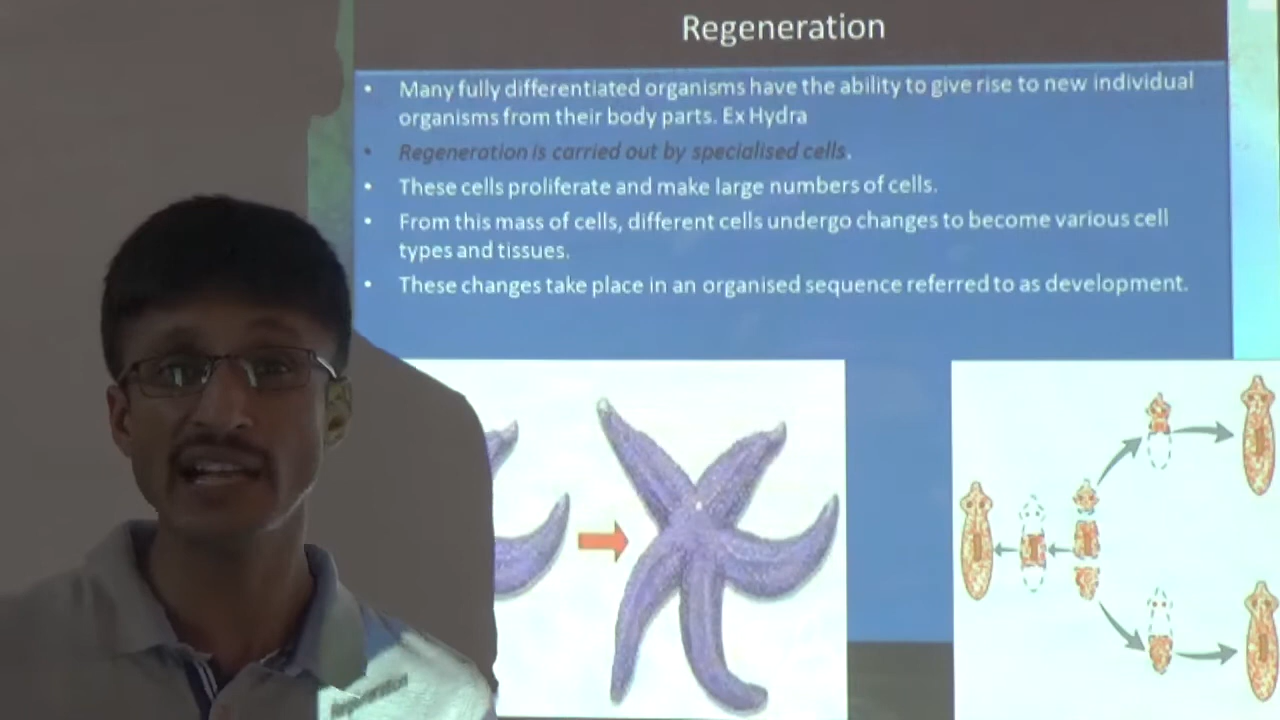 Regeneration
• Many fully differentiated organisms have the ability to give rise to new individual
organisms from their body parts. Ex Hydra
• Regeneration is carried out by specialised cells.
• These cells proliferate and make large numbers of cells.
• From this mass of cells, different cells undergo changes to become various cell
types and tissues.
• These changes take place in an organised sequence referred to as development.